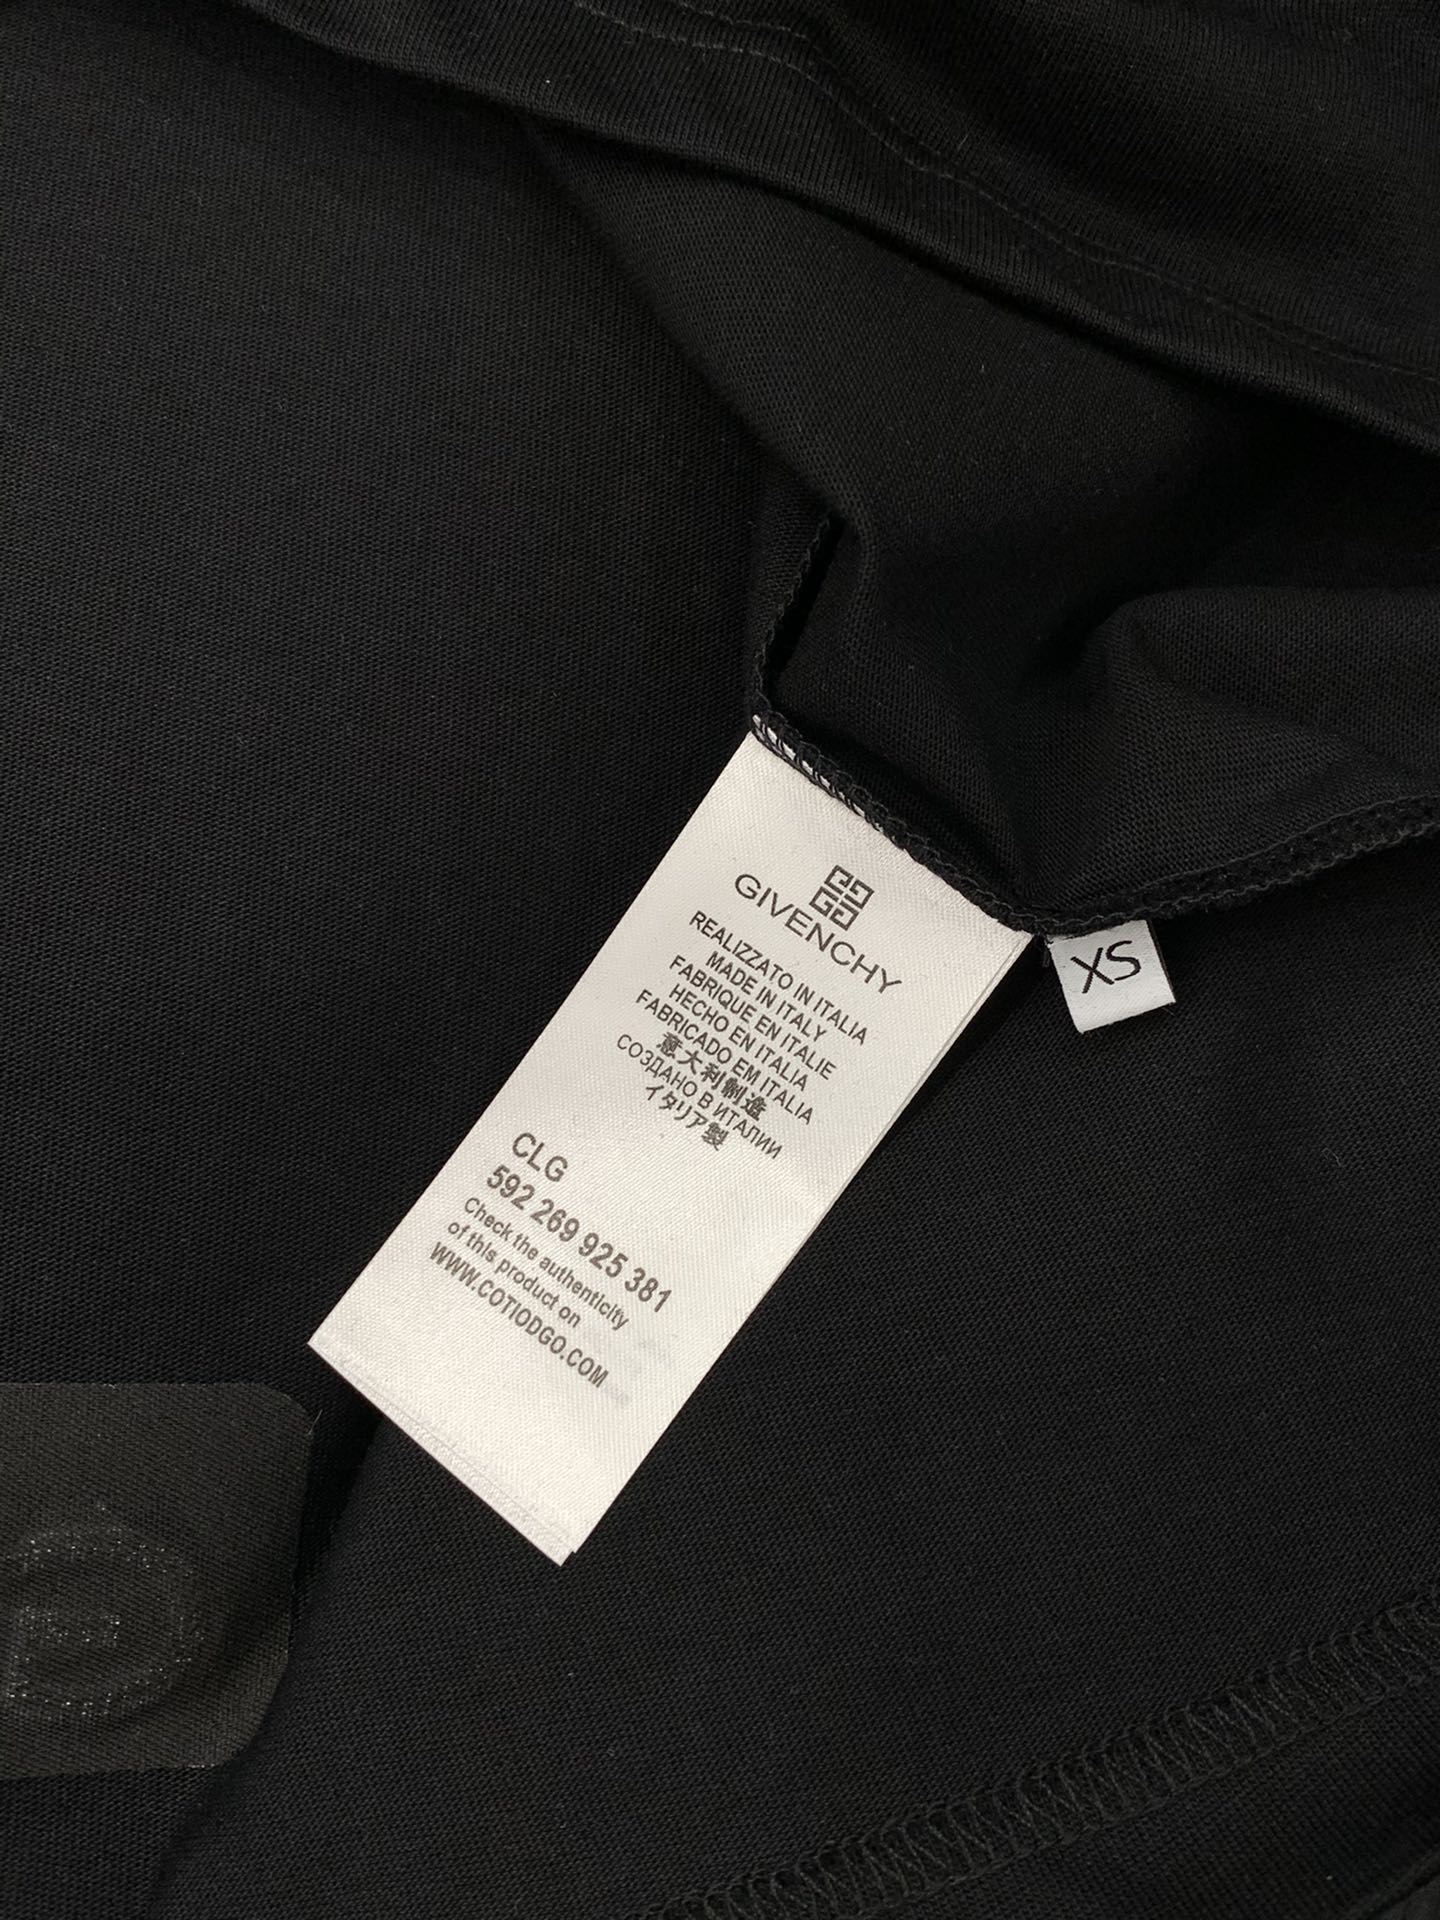 GIVENCHY
REALIZZATO IN ITALIA
MADE IN ITALY
FABRIQUE EN ITALIE
HECHO EN ITALIA
FABRICADO EM ITALIA
意大利制造
СОЗДАНО В ИТАЛИИ
イタリア製
CLG
592 269 925 381
Check the authenticity
of this product on
WWW.COTIODGO.COM
XS